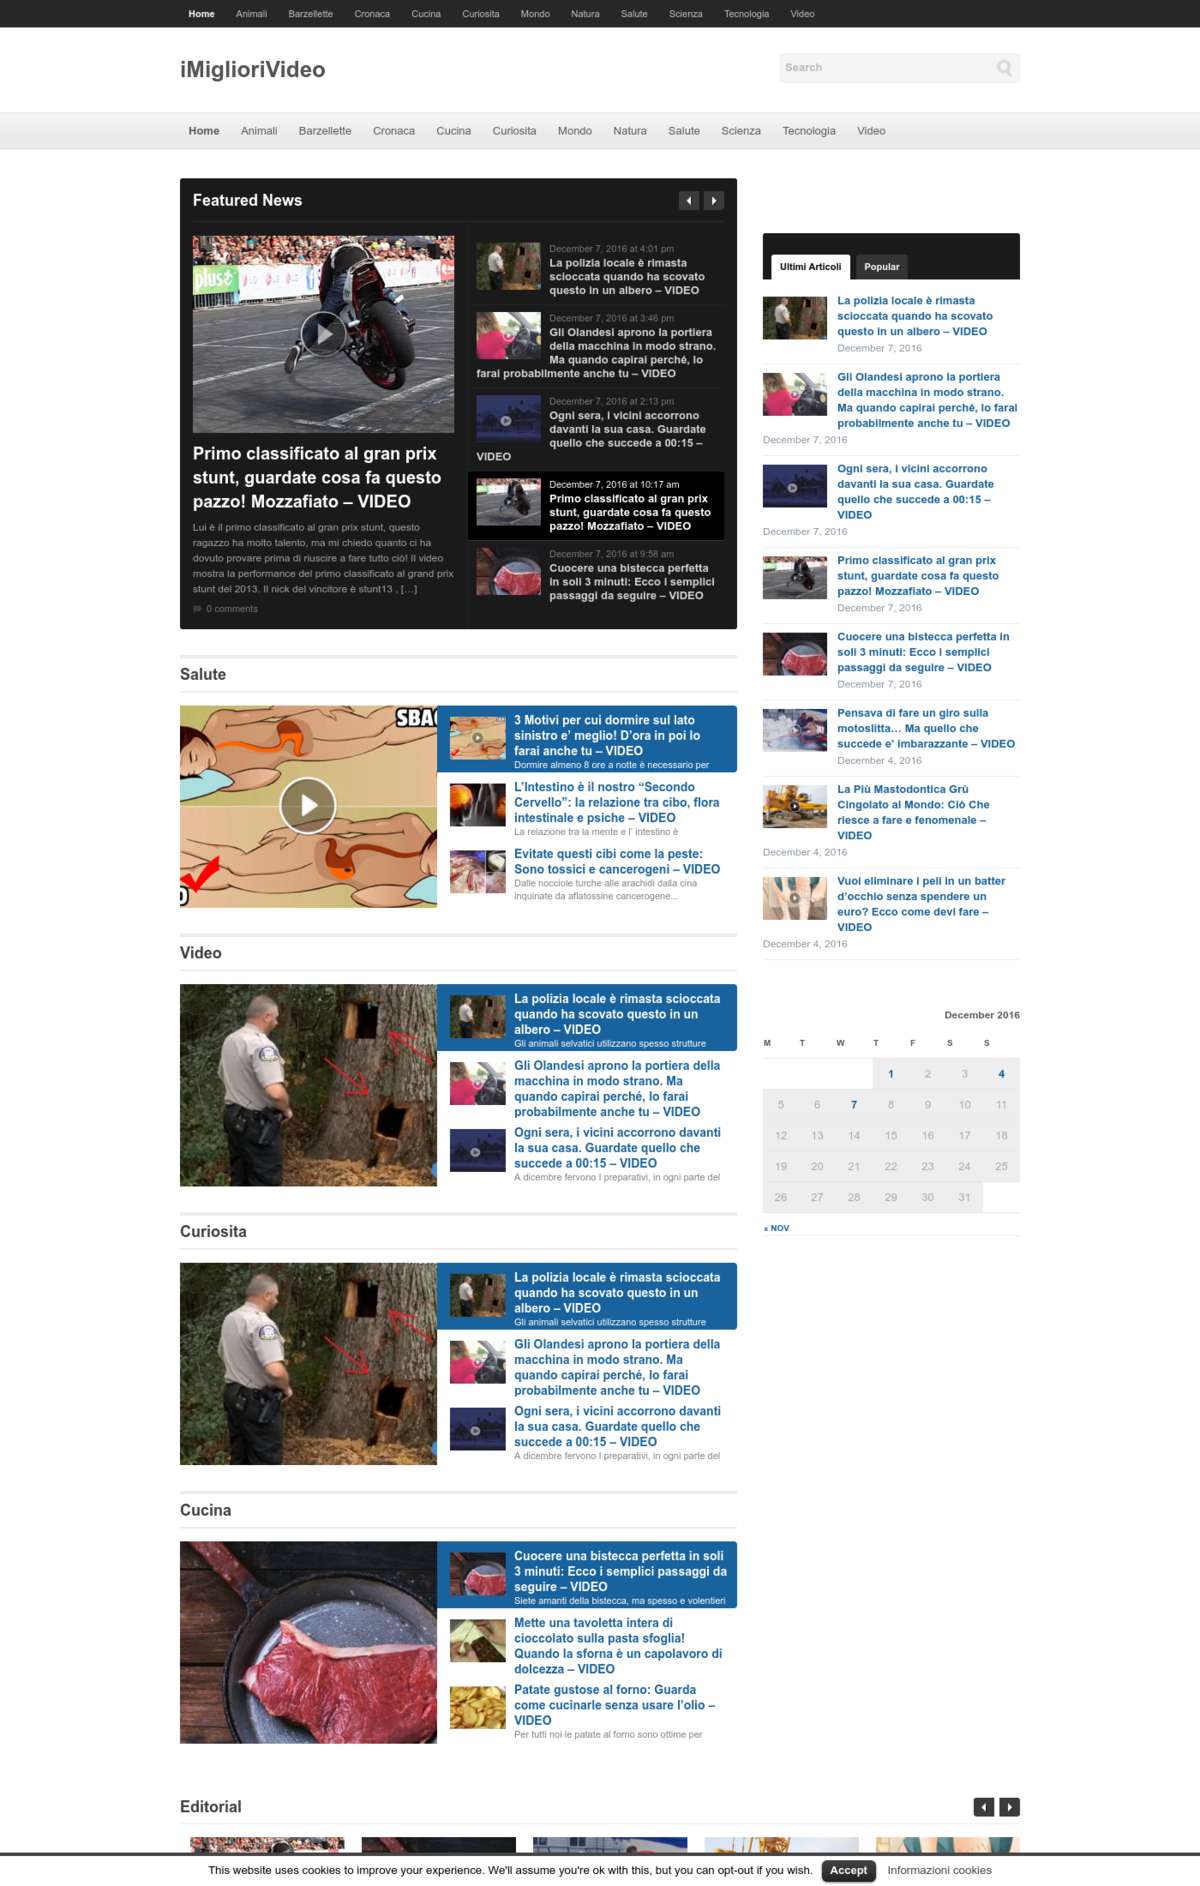 Home Animali Barzellette Cronaca Cucina Curiosita Mondo Natura Salute Scienza Tecnologia Video
iMiglioriVideo
Search
Home Animali Barzellette Cronaca Cucina Curiosita Mondo Natura Salute Scienza Tecnologia Video
Featured News
plus
Primo classificato al gran prix
stunt, guardate cosa fa questo
pazzo! Mozzafiato – VIDEO
Lui è il primo classificato al gran prix stunt, questo
ragazzo ha molto talento, ma mi chiedo quanto ci ha
dovuto provare prima di riuscire a fare tutto ciò! Il video
mostra la performance del primo classificato al grand prix
stunt del 2013. Il nick del vincitore è stunt13 , […]
0 comments
December 7, 2016 at 4:01 pm
La polizia locale è rimasta
scioccata quando ha scovato
questo in un albero – VIDEO
December 7, 2016 at 3:46 pm
Gli Olandesi aprono la portiera
della macchina in modo strano.
Ma quando capirai perché, lo
farai probabilmente anche tu – VIDEO
December 7, 2016 at 2:13 pm
Ogni sera, i vicini accorrono
davanti la sua casa. Guardate
quello che succede a 00:15 –
VIDEO
December 7, 2016 at 10:17 am
Primo classificato al gran prix
stunt, guardate cosa fa questo
pazzo! Mozzafiato – VIDEO
December 7, 2016 at 9:58 am
Cuocere una bistecca perfetta
in soli 3 minuti: Ecco i semplici
passaggi da seguire – VIDEO
Ultimi Articoli Popular
La polizia locale è rimasta
scioccata quando ha scovato
questo in un albero – VIDEO
December 7, 2016
Gli Olandesi aprono la portiera
della macchina in modo strano.
Ma quando capirai perché, lo farai
probabilmente anche tu – VIDEO
December 7, 2016
Ogni sera, i vicini accorrono
davanti la sua casa. Guardate
quello che succede a 00:15 –
VIDEO
December 7, 2016
Primo classificato al gran prix
stunt, guardate cosa fa questo
pazzo! Mozzafiato – VIDEO
December 7, 2016
Cuocere una bistecca perfetta in
soli 3 minuti: Ecco i semplici
passaggi da seguire – VIDEO
December 7, 2016
Pensava di fare un giro sulla
motoslitta… Ma quello che
succede e' imbarazzante – VIDEO
December 4, 2016
La Più Mastodontica Grù
Cingolato al Mondo: Ciò Che
riesce a fare e fenomenale –
VIDEO
December 4, 2016
Vuoi eliminare i peli in un batter
d'occhio senza spendere un
euro? Ecco come devi fare –
VIDEO
December 4, 2016
December 2016
M T W T F S S
1 2 3 4
5 6 7 8 9 10 11
12 13 14 15 16 17 18
19 20 21 22 23 24 25
26 27 28 29 30 31
« NOV
Salute
3 Motivi per cui dormire sul lato
sinistro e' meglio! D'ora in poi lo
farai anche tu – VIDEO
Dormire almeno 8 ore a notte è necessario per
L'Intestino è il nostro “Secondo
Cervello”: la relazione tra cibo, flora
intestinale e psiche – VIDEO
La relazione tra la mente e l' intestino è
Evitate questi cibi come la peste:
Sono tossici e cancerogeni – VIDEO
Dalle nocciole turche alle arachidi dalla cina
inquinate da aflatossine cancerogene...
Video
La polizia locale è rimasta scioccata
quando ha scovato questo in un
albero – VIDEO
Gli animali selvatici utilizzano spesso strutture
Gli Olandesi aprono la portiera della
macchina in modo strano. Ma
quando capirai perché, lo farai
probabilmente anche tu – VIDEO
Ogni sera, i vicini accorrono davanti
la sua casa. Guardate quello che
succede a 00:15 – VIDEO
A dicembre fervono I preparativi, in ogni parte del
Curiosita
La polizia locale è rimasta scioccata
quando ha scovato questo in un
albero – VIDEO
Gli animali selvatici utilizzano spesso strutture
Gli Olandesi aprono la portiera della
macchina in modo strano. Ma
quando capirai perché, lo farai
probabilmente anche tu – VIDEO
Ogni sera, i vicini accorrono davanti
la sua casa. Guardate quello che
succede a 00:15 – VIDEO
A dicembre fervono I preparativi, in ogni parte del
Cucina
Cuocere una bistecca perfetta in soli
3 minuti: Ecco i semplici passaggi da
seguire – VIDEO
Siete amanti della bistecca, ma spesso e volentieri
Mette una tavoletta intera di
cioccolato sulla pasta sfoglia!
Quando la sforna è un capolavoro di
dolcezza – VIDEO
Patate gustose al forno: Guarda
come cucinarle senza usare l'olio –
VIDEO
Per tutti noi le patate al forno sono ottime per
Editorial
This website uses cookies to improve your experience. We'll assume you're ok with this, but you can opt-out if you wish. Accept Informazioni cookies